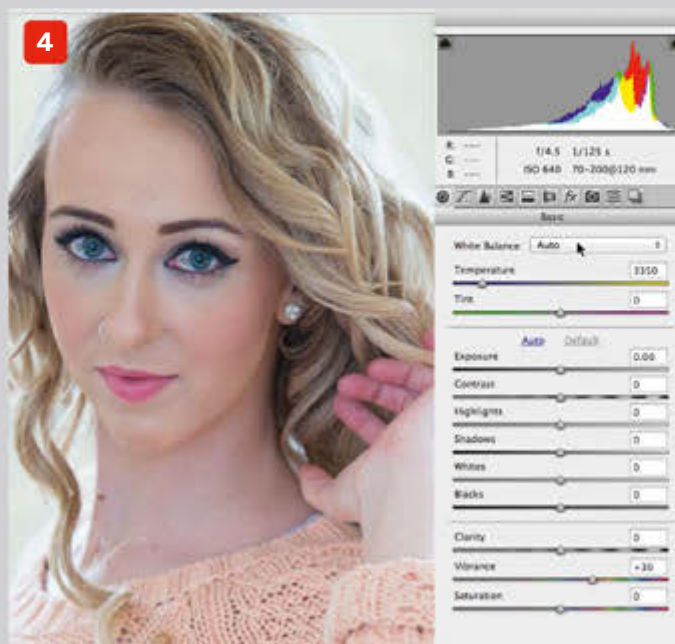 4
R: ---
G: ---
B: ---
f/4.5 1/125 s
ISO 640 70-200@120 mm
Basic
White Balance: Auto
Temperature 3350
Tint 0
Auto Default
Exposure 0.00
Contrast 0
Highlights 0
Shadows 0
Whites 0
Blacks 0
Clarity 0
Vibrance +30
Saturation 0